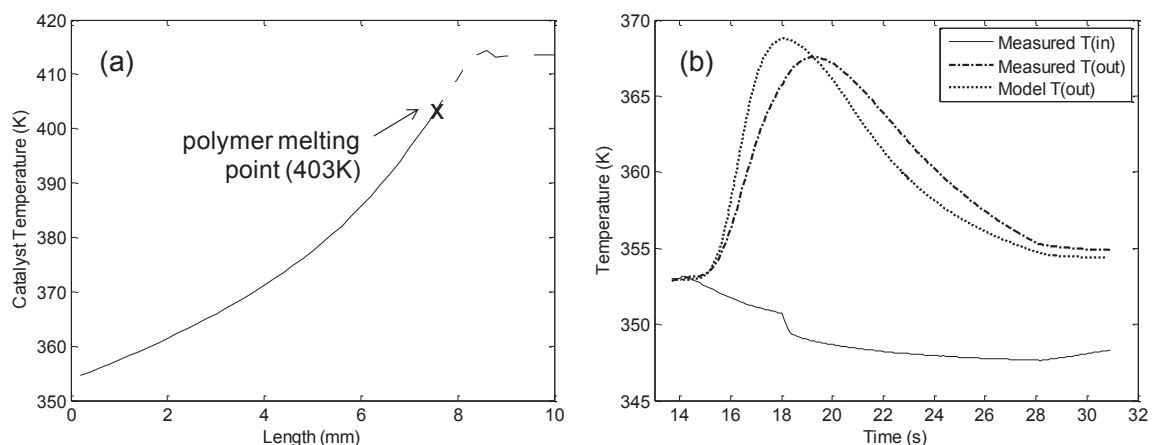 (a)
Catalyst Temperature (K)
420
410
400
390
380
370
360
350
x
polymer melting
point (403K)
0
2
4
6
8
10
Length (mm)
(b)
Temperature (K)
370
365
360
355
350
345
Measured T(in)
Measured T(out)
Model T(out)
14
16
18
20
22
24
26
28
30
32
Time (s)